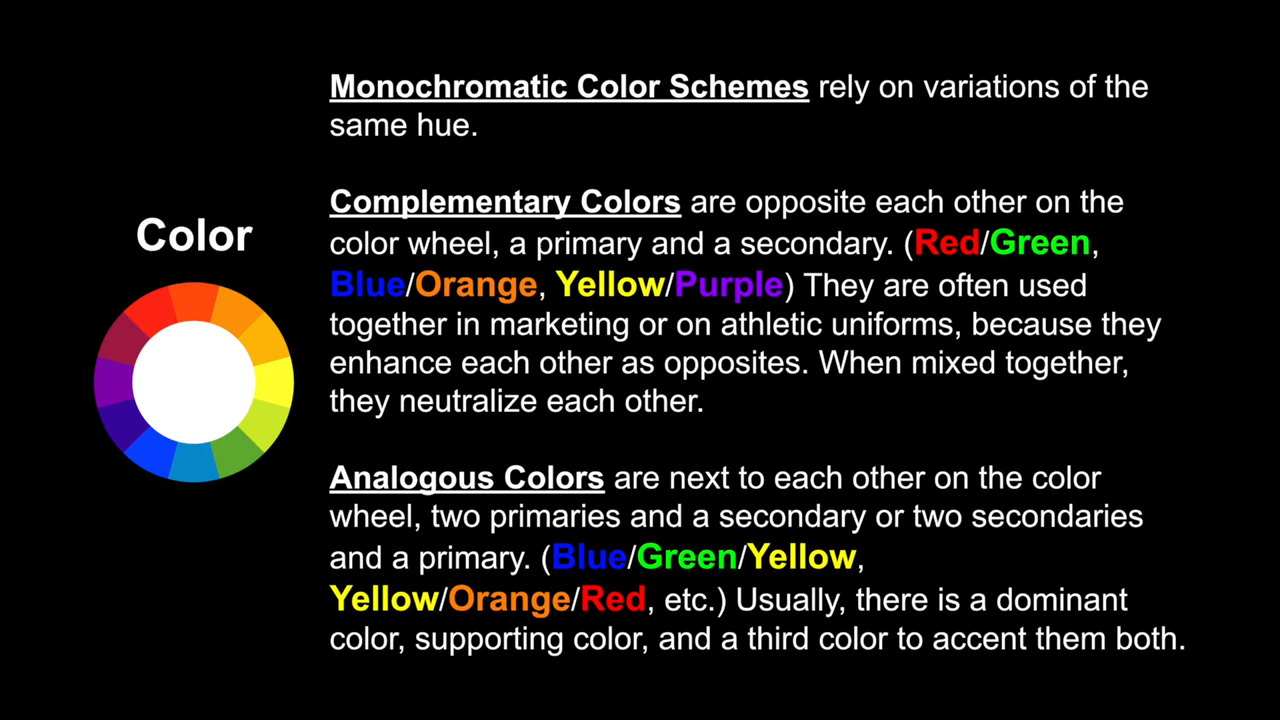 Color
Monochromatic Color Schemes rely on variations of the
same hue.
Complementary Colors are opposite each other on the
color wheel, a primary and a secondary. (Red/Green,
Blue/Orange, Yellow/Purple) They are often used
together in marketing or on athletic uniforms, because they
enhance each other as opposites. When mixed together,
they neutralize each other.
Analogous Colors are next to each other on the color
wheel, two primaries and a secondary or two secondaries
and a primary. (Blue/Green/Yellow,
Yellow/Orange/Red, etc.) Usually, there is a dominant
color, supporting color, and a third color to accent them both.